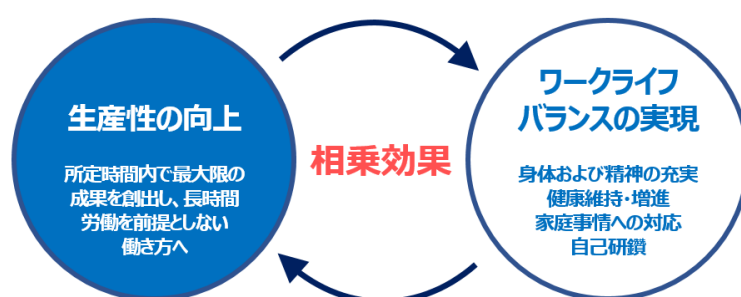 生産性の向上
所定時間内で最大限の
成果を創出し、長時間
労働を前提としない
働き方へ
相乗効果
ワークライフ
バランスの実現
身体および精神の充実
健康維持・増進
家庭事情への対応
自己研鑽